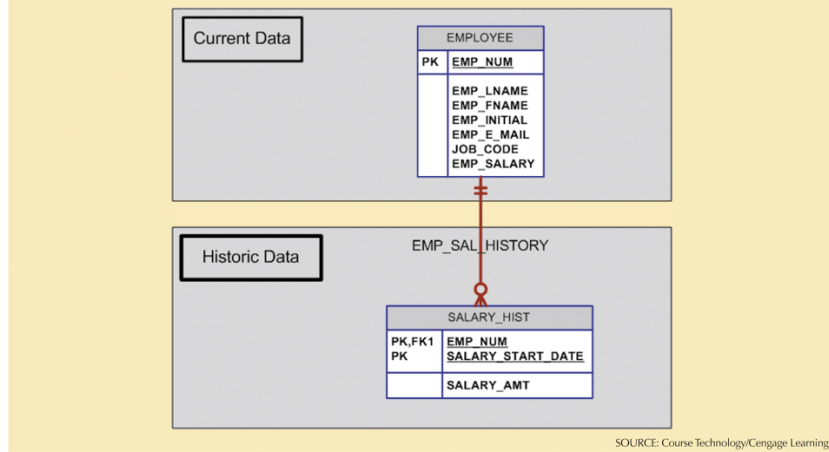 Current Data
EMPLOYEE
PK EMP_NUM
EMP_LNAME
EMP_FNAME
EMP_INITIAL
EMP_E_MAIL
JOB_CODE
EMP_SALARY
Historic Data
EMP_SAL_HISTORY
SALARY_HIST
PK,FK1 EMP_NUM
PK SALARY_START_DATE
SALARY_AMT
SOURCE: Course Technology/Cengage Learning